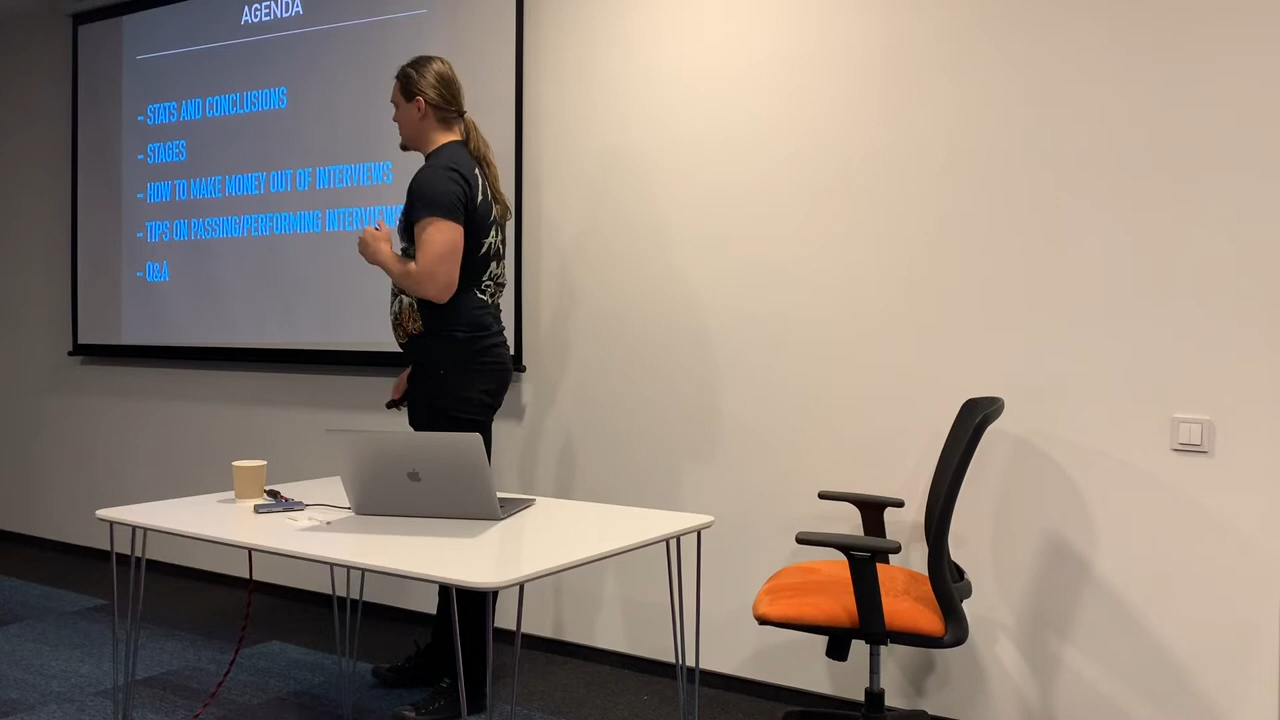 AGENDA
- STATS AND CONCLUSIONS
- STAGES
- HOW TO MAKE MONEY OUT OF INTERVIEWS
- TIPS ON PASSING/PERFORMING INTERVIEWS
- Q&A